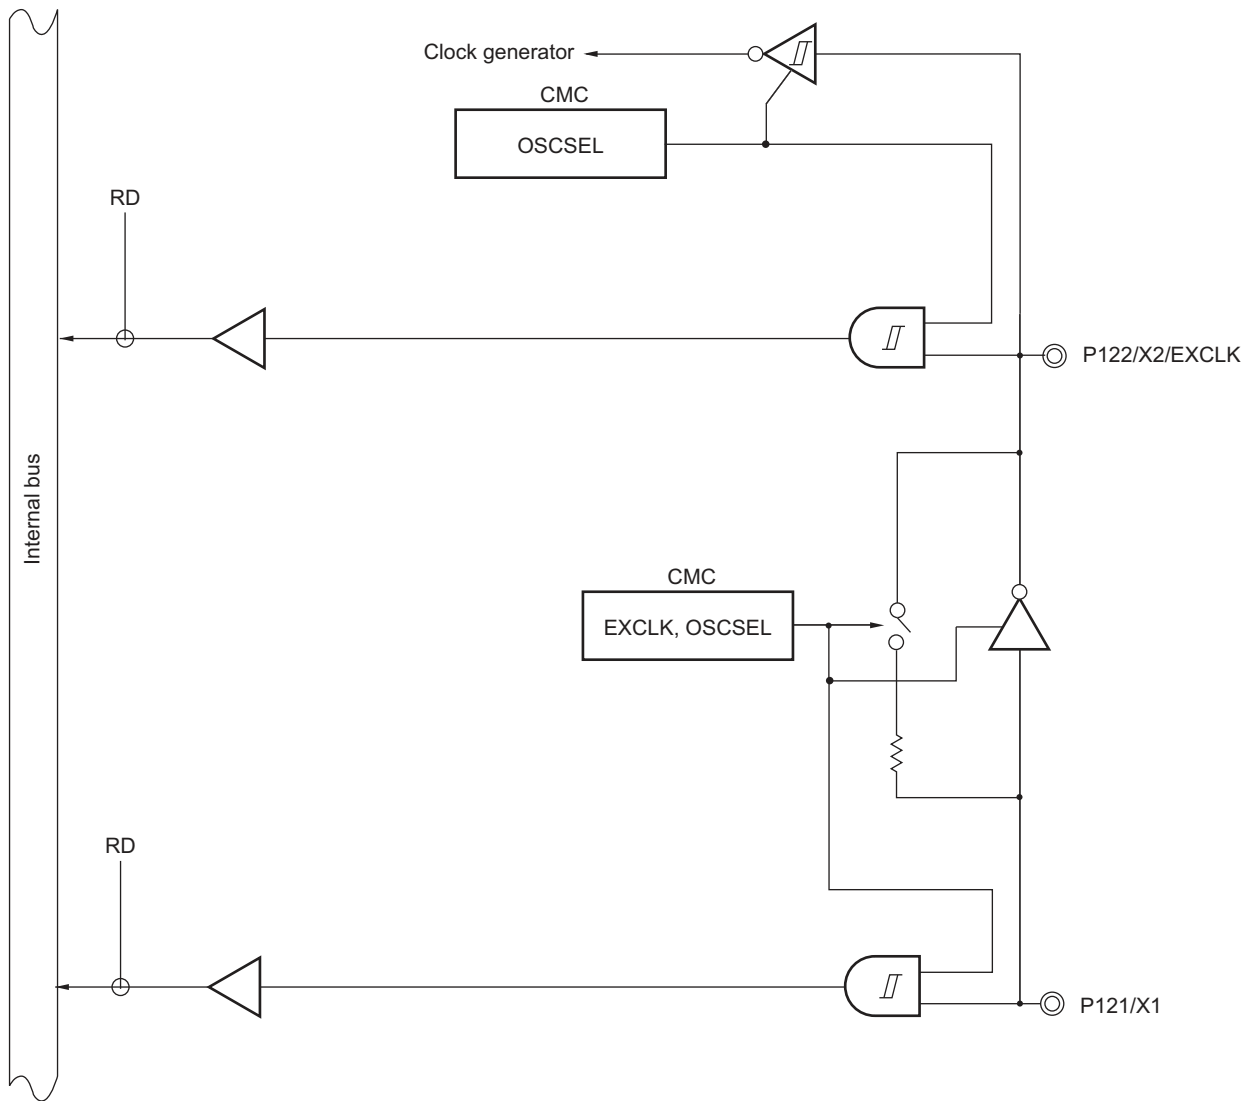 Clock generator
CMC
OSCSEL
RD
P122/X2/EXCLK
Internal bus
CMC
EXCLK, OSCSEL
RD
P121/X1